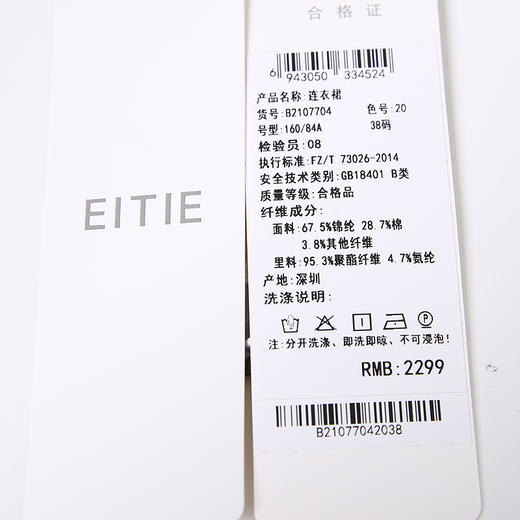 EITIE
合格证
6 943050 334524
产品名称:连衣裙
货号:B2107704 色号:20
号型:160/84A 38码
检验员:08
执行标准:FZ/T 73026-2014
安全技术类别:GB18401 B类
质量等级:合格品
纤维成分:
面料:67.5%锦纶 28.7%棉
3.8%其他纤维
里料:95.3%聚酯纤维 4.7%氨纶
产地:深圳
洗涤说明:
注:分开洗涤、即洗即晾、不可浸泡!
RMB:2299
B21077042038